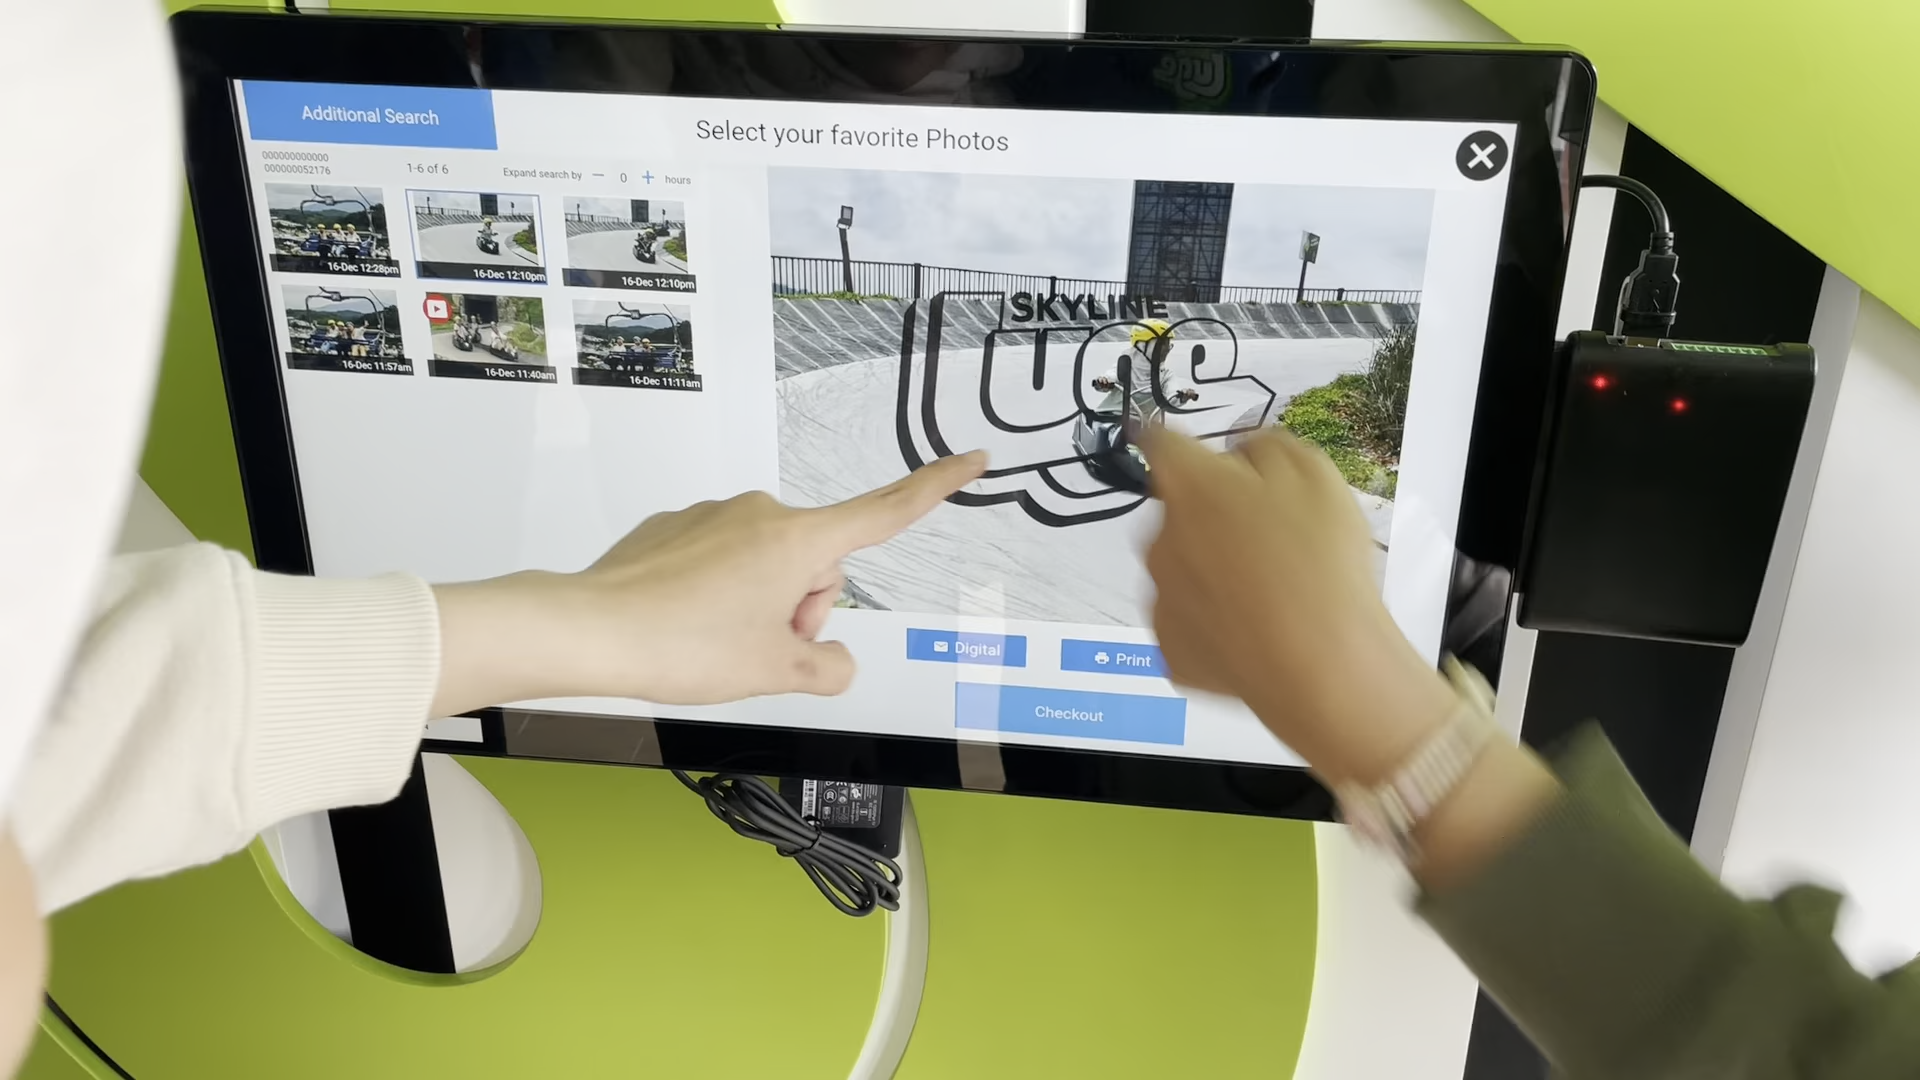 Additional Search
Select your favorite Photos
000000000000
000000052176
1-6 of 6
Expand search by − 0 + hours
16-Dec 12:28pm
16-Dec 12:10pm
16-Dec 12:10pm
16-Dec 11:57am
16-Dec 11:40am
16-Dec 11:11am
SKYLINE
Luge
Digital
Print
Checkout